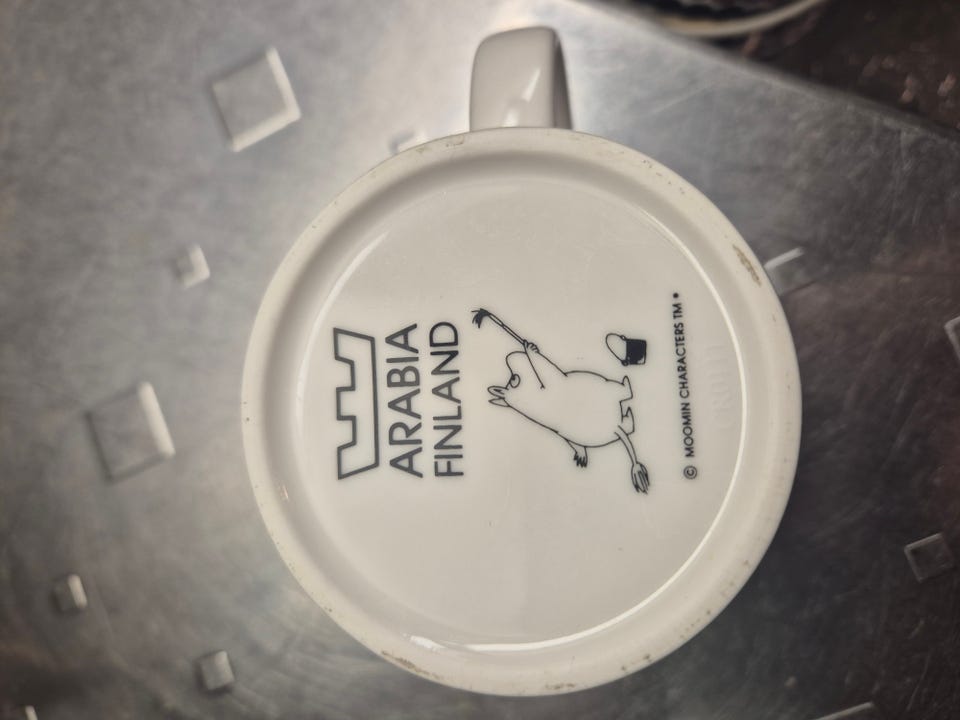 ARABIA
FINLAND
© MOOMIN CHARACTERS TM •